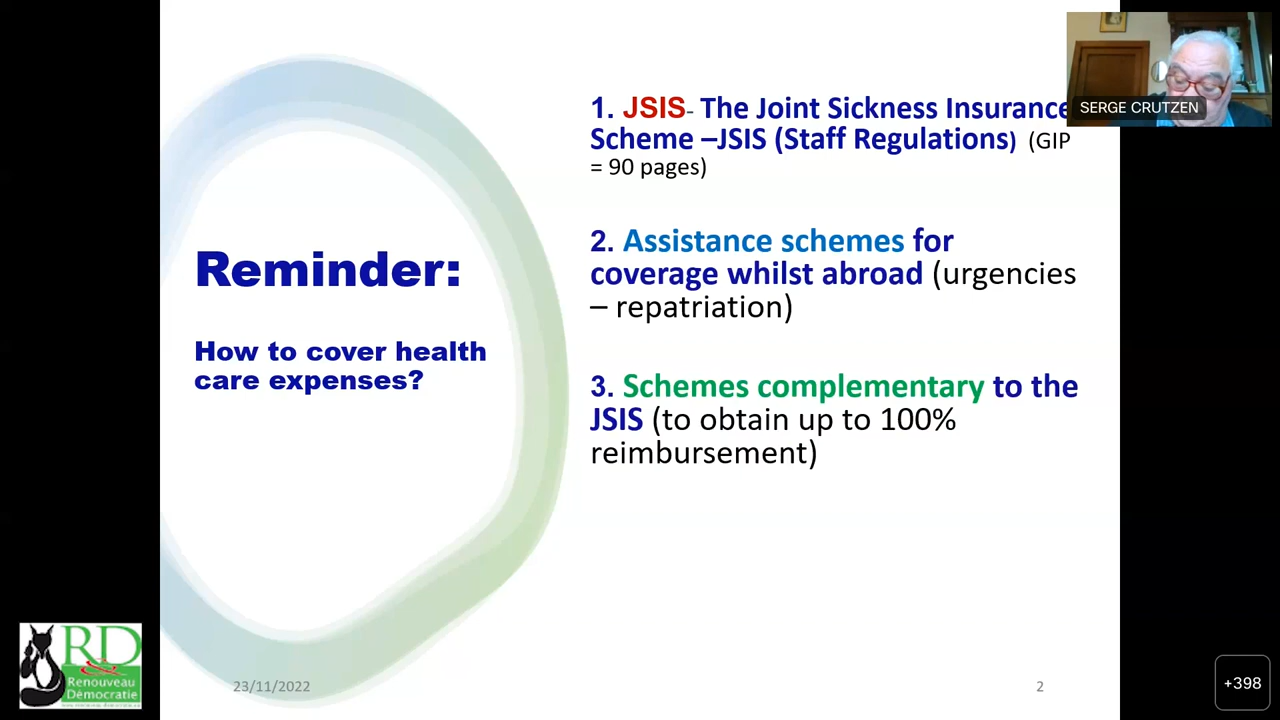 Reminder:
How to cover health
care expenses?
1. JSIS- The Joint Sickness Insurance
Scheme –JSIS (Staff Regulations) (GIP
= 90 pages)
2. Assistance schemes for
coverage whilst abroad (urgencies
– repatriation)
3. Schemes complementary to the
JSIS (to obtain up to 100%
reimbursement)
SERGE CRUTZEN
RD
Renouveau
Démocratie
23/11/2022
2
+398